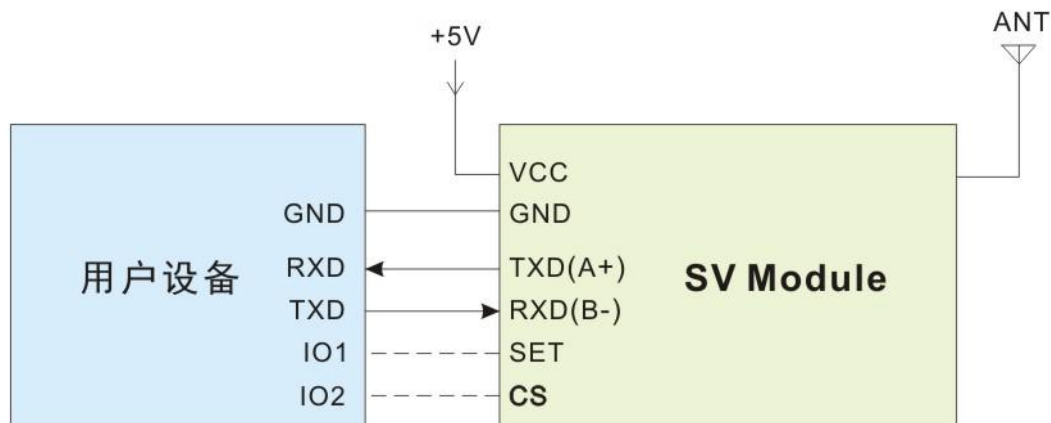 ANT
+5V
VCC
GND GND
用户设备 RXD TXD(A+) SV Module
TXD RXD(B-)
IO1 SET
IO2 CS